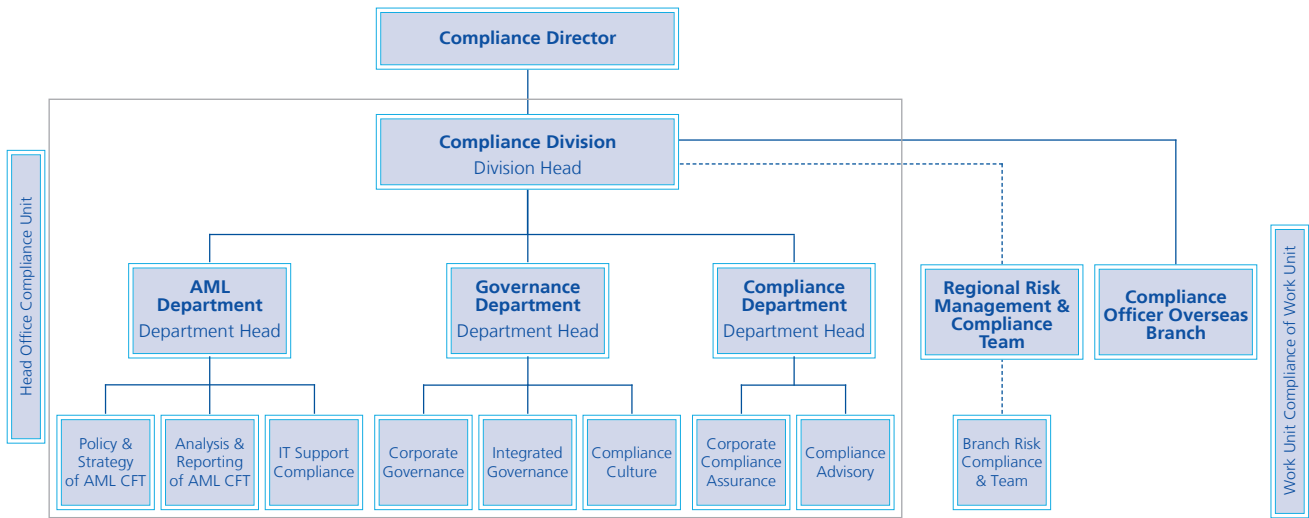 Compliance Director
Compliance Division
Division Head
Head Office Compliance Unit
Work Unit Compliance of Work Unit
AML
Department
Department Head
Governance
Department
Department Head
Compliance
Department
Department Head
Regional Risk
Management &
Compliance
Team
Compliance
Officer Overseas
Branch
Policy &
Strategy
of AML CFT
Analysis &
Reporting
of AML CFT
IT Support
Compliance
Corporate
Governance
Integrated
Governance
Compliance
Culture
Corporate
Compliance
Assurance
Compliance
Advisory
Branch Risk
Compliance
& Team